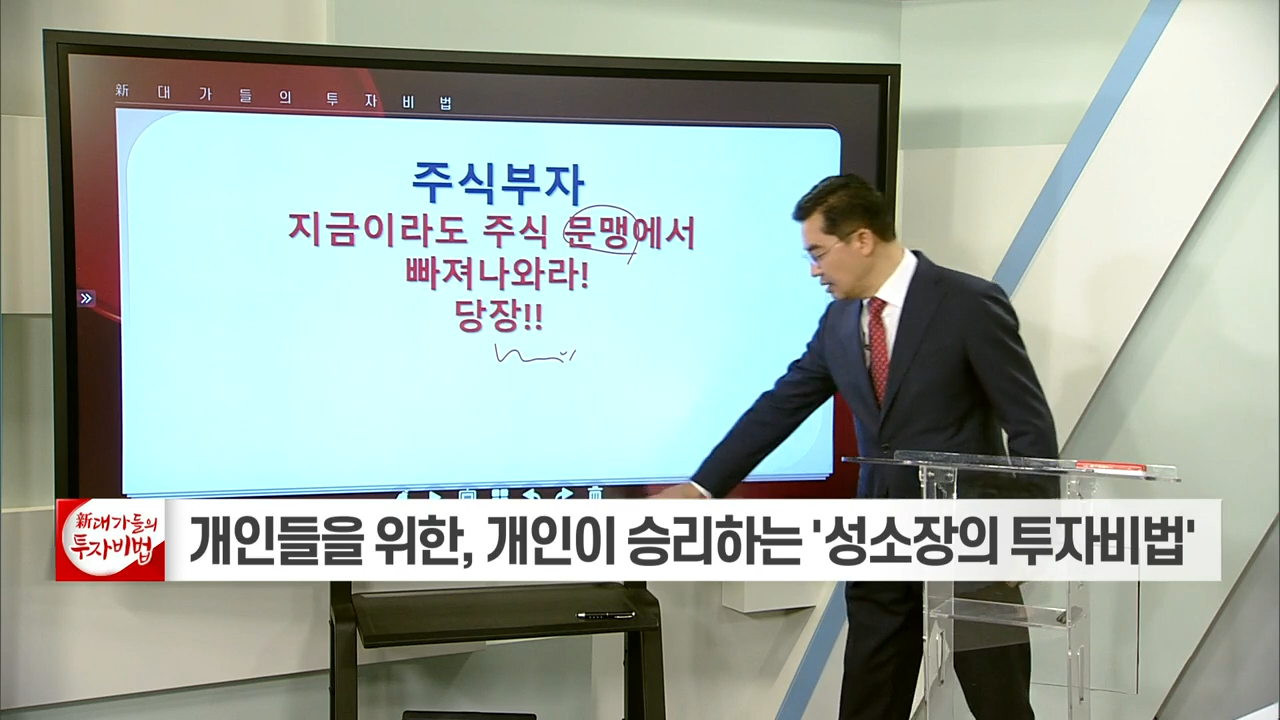 新 대 가 들 의 투 자 비 법
주식부자
지금이라도 주식 문맹에서
빠져나와라!
당장!!
新대가들의
투자비법
개인들을 위한, 개인이 승리하는 '성소장의 투자비법'